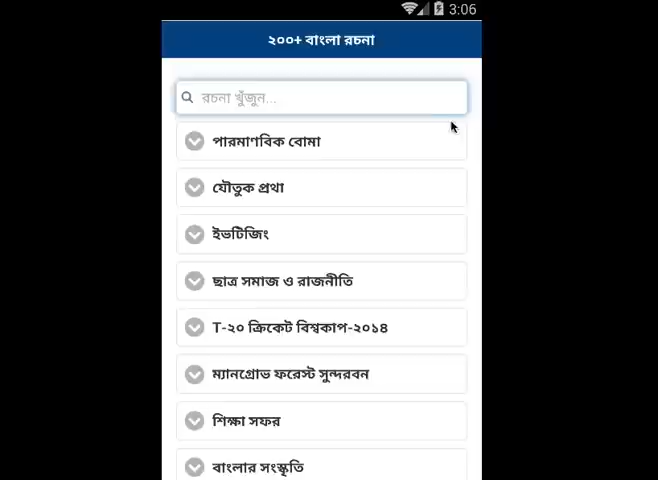 3:06
২০০+ বাংলা রচনা
রচনা খুঁজুন...
পারমাণবিক বোমা
যৌতুক প্রথা
ইভটিজিং
ছাত্র সমাজ ও রাজনীতি
T-২০ ক্রিকেট বিশ্বকাপ-২০১৪
ম্যানগ্রোভ ফরেস্ট সুন্দরবন
শিক্ষা সফর
বাংলার সংস্কৃতি